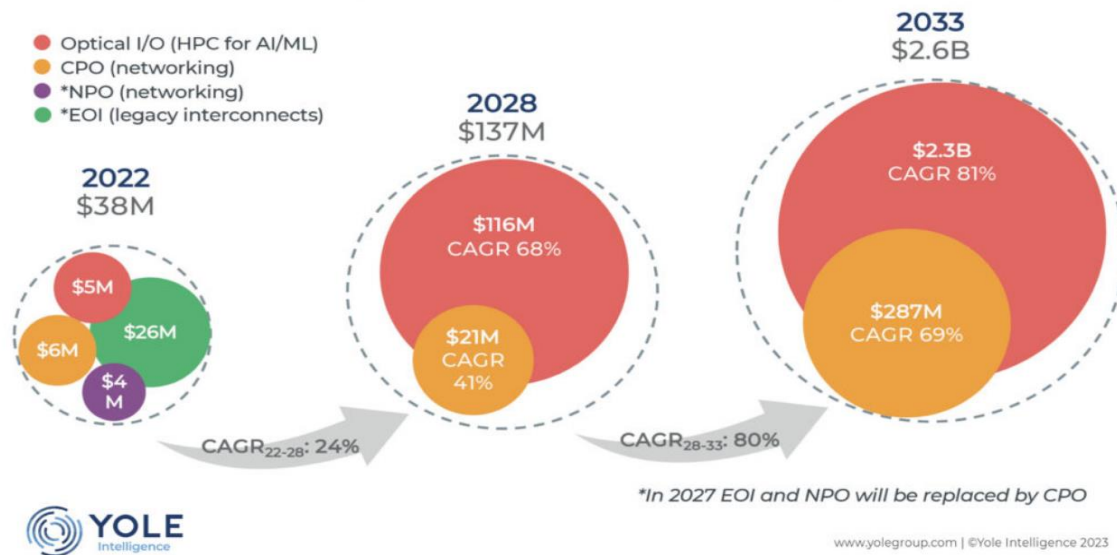 Optical I/O (HPC for AI/ML)
CPO (networking)
*NPO (networking)
*EOI (legacy interconnects)
2022
$38M
$5M
$26M
$6M
$4
M
CAGR22-28: 24%
2028
$137M
$116M
CAGR 68%
$21M
CAGR
41%
CAGR28-33: 80%
2033
$2.6B
$2.3B
CAGR 81%
$287M
CAGR 69%
*In 2027 EOI and NPO will be replaced by CPO
YOLE
Intelligence
www.yolegroup.com | ©Yole Intelligence 2023